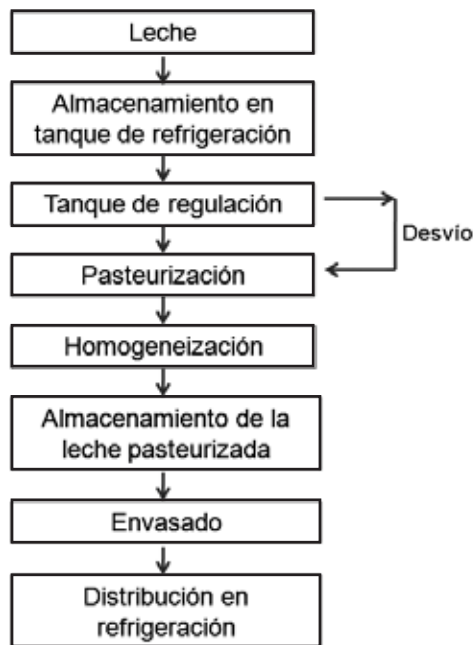 Leche
Almacenamiento en
tanque de refrigeración
Tanque de regulación
Desvío
Pasteurización
Homogeneización
Almacenamiento de la
leche pasteurizada
Envasado
Distribución en
refrigeración